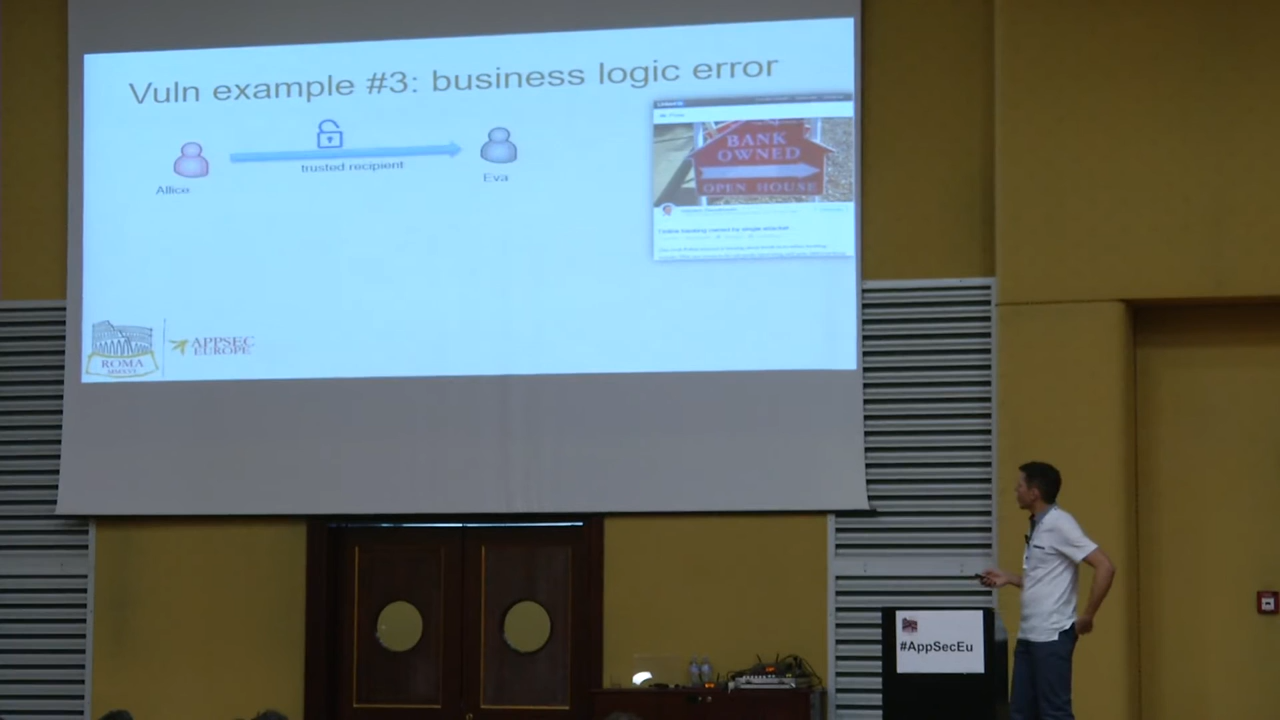 Vuln example #3: business logic error
trusted recipient
Allice
Eva
BANK
OWNED
OPEN HOUSE
ROMA
APPSEC
EUROPE
#AppSecEu